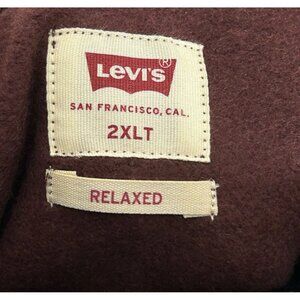 Levi's®
SAN FRANCISCO, CAL.
2XLT
RELAXED